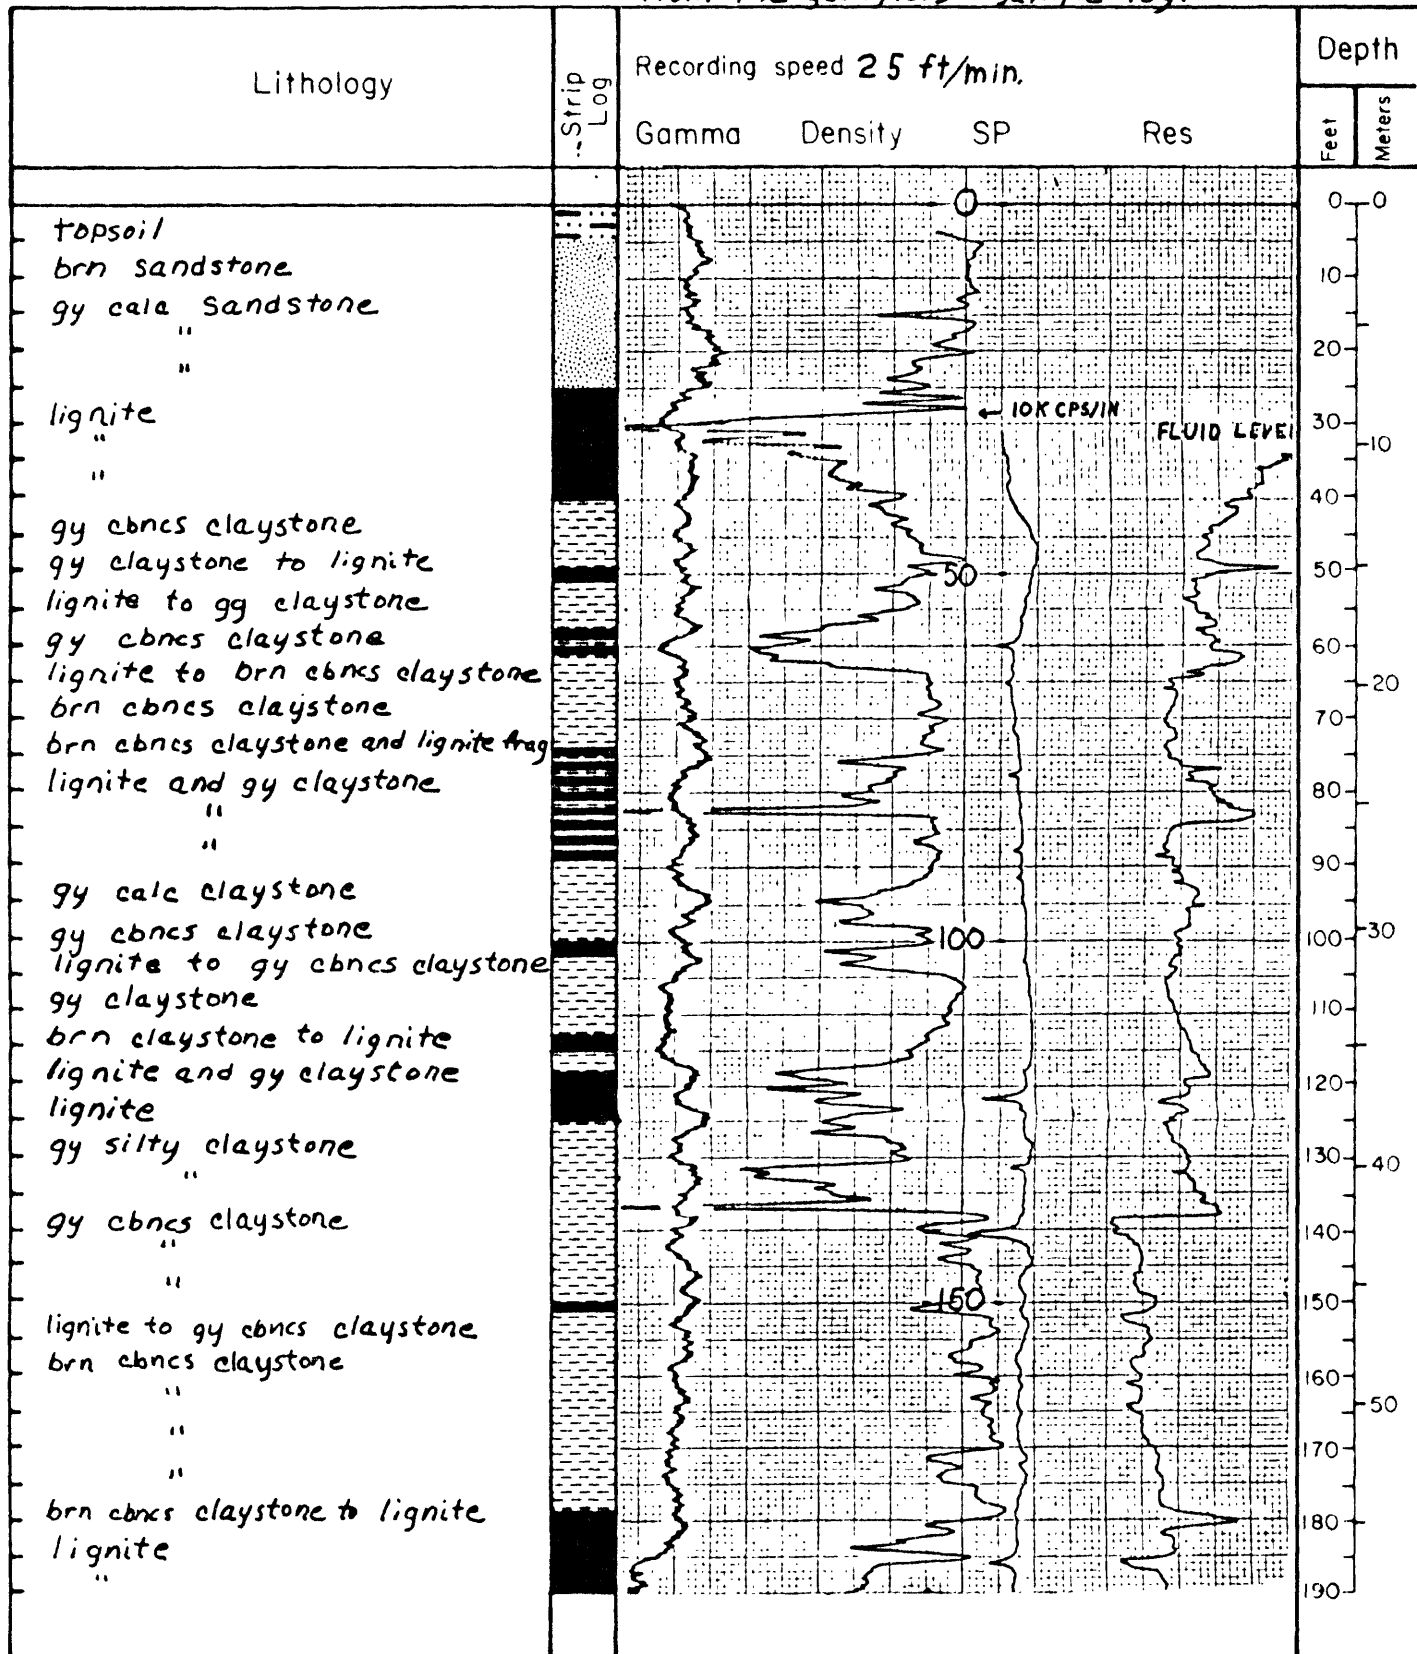 Lithology
Strip Log
Recording speed 25 ft/min.
Gamma Density SP Res
Depth
Feet Meters
topsoil
brn sandstone
gy calc sandstone
"
"
lignite
"
"
gy cbncs claystone
gy claystone to lignite
lignite to gg claystone
gy cbncs claystone
lignite to brn cbncs claystone
brn cbncs claystone
brn cbncs claystone and lignite frag
lignite and gy claystone
"
"
gy calc claystone
gy cbncs claystone
lignite to gy cbncs claystone
gy claystone
brn claystone to lignite
lignite and gy claystone
lignite
gy silty claystone
"
gy cbncs claystone
"
"
lignite to gy cbncs claystone
brn cbncs claystone
"
"
"
brn cbncs claystone to lignite
lignite
"
0
← 10K CPS/IN
FLUID LEVEL
50
100
150
0
10
20
30
40
50
60
70
80
90
100
110
120
130
140
150
160
170
180
190
0
10
20
30
40
50